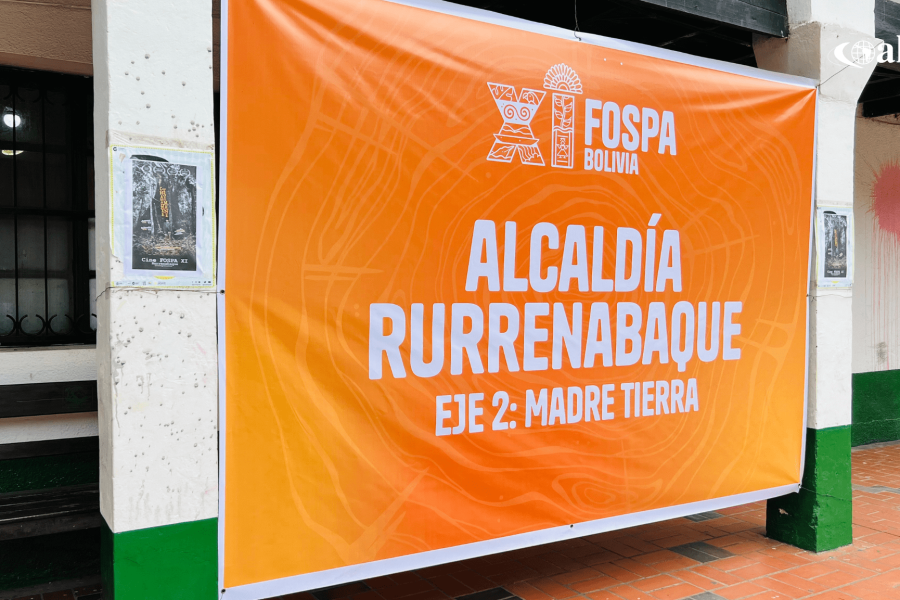 XI
FOSPA
BOLIVIA
ALCALDÍA
RURRENABAQUE
EJE 2: MADRE TIERRA
Cine FOSPA XI